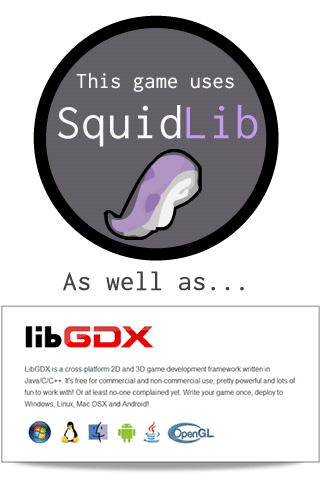 This game uses
SquidLib
As well as...
libGDX
LibGDX is a cross-platform 2D and 3D game development framework written in
Java/C/C++. It's free for commercial and non-commercial use, pretty powerful and lots of
fun to work with! Or at least no-one complained yet. Write your game once, deploy to
Windows, Linux, Mac OSX and Android!
Java
OpenGL